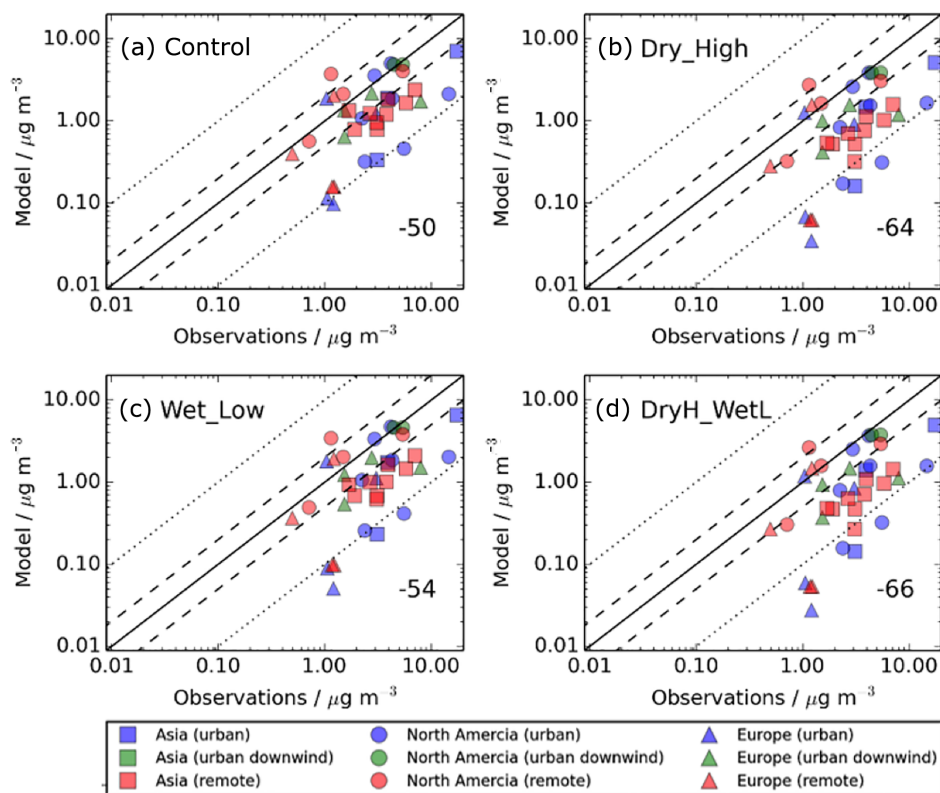 (a) Control
(b) Dry_High
10.00
1.00
0.10
0.01
Model / μg m⁻³
-50
0.01 0.10 1.00 10.00
Observations / μg m⁻³
10.00
1.00
0.10
0.01
Model / μg m⁻³
-64
0.01 0.10 1.00 10.00
Observations / μg m⁻³
(c) Wet_Low
(d) DryH_WetL
10.00
1.00
0.10
0.01
Model / μg m⁻³
-54
0.01 0.10 1.00 10.00
Observations / μg m⁻³
10.00
1.00
0.10
0.01
Model / μg m⁻³
-66
0.01 0.10 1.00 10.00
Observations / μg m⁻³
Asia (urban) North Amercia (urban) Europe (urban)
Asia (urban downwind) North Amercia (urban downwind) Europe (urban downwind)
Asia (remote) North Amercia (remote) Europe (remote)